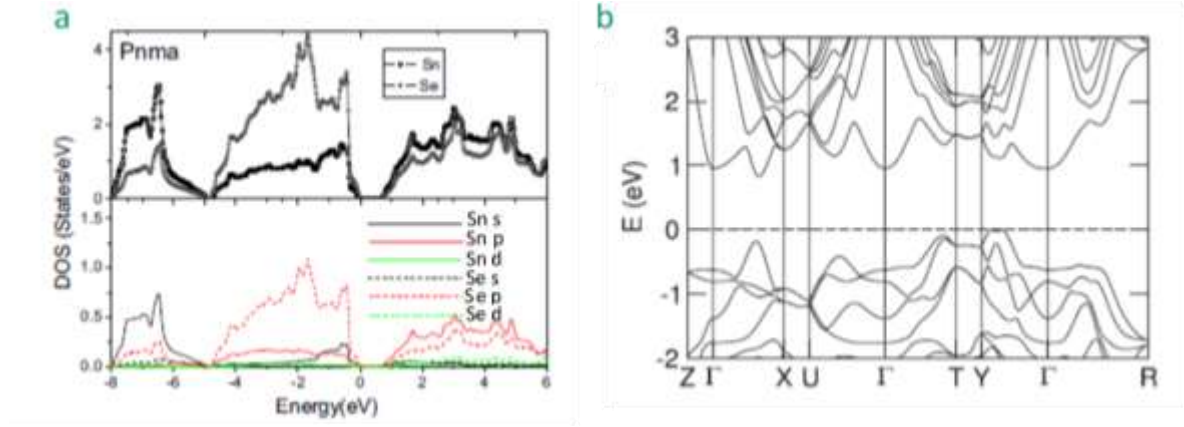 a
Pnma
Sn
Se
4
2
0
DOS (States/eV)
Sn s
Sn p
Sn d
Se s
Se p
Se d
1.5
1.0
0.5
0.0
-8 -6 -4 -2 0 2 4 6
Energy(eV)
b
E (eV)
3
2
1
0
-1
-2
Z Γ X U Γ T Y Γ R